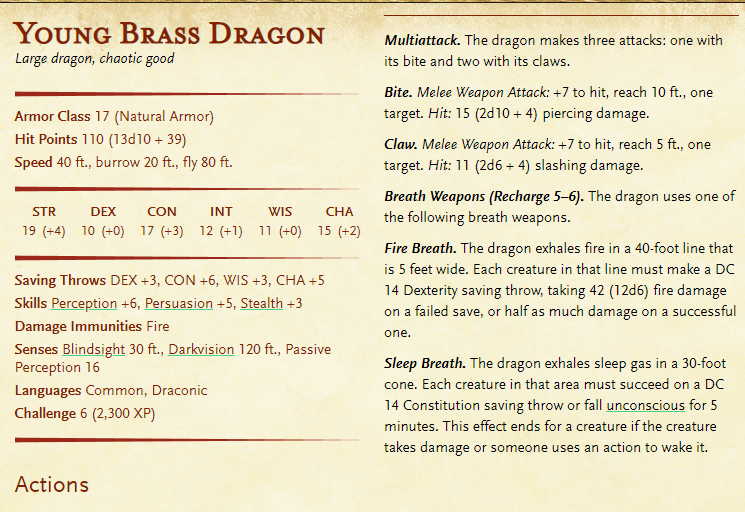 Young Brass Dragon
Large dragon, chaotic good
Armor Class 17 (Natural Armor)
Hit Points 110 (13d10 + 39)
Speed 40 ft., burrow 20 ft., fly 80 ft.
STR DEX CON INT WIS CHA
19 (+4) 10 (+0) 17 (+3) 12 (+1) 11 (+0) 15 (+2)
Saving Throws DEX +3, CON +6, WIS +3, CHA +5
Skills Perception +6, Persuasion +5, Stealth +3
Damage Immunities Fire
Senses Blindsight 30 ft., Darkvision 120 ft., Passive
Perception 16
Languages Common, Draconic
Challenge 6 (2,300 XP)
Actions
Multiattack. The dragon makes three attacks: one with
its bite and two with its claws.
Bite. Melee Weapon Attack: +7 to hit, reach 10 ft., one
target. Hit: 15 (2d10 + 4) piercing damage.
Claw. Melee Weapon Attack: +7 to hit, reach 5 ft., one
target. Hit: 11 (2d6 + 4) slashing damage.
Breath Weapons (Recharge 5–6). The dragon uses one of
the following breath weapons.
Fire Breath. The dragon exhales fire in a 40-foot line that
is 5 feet wide. Each creature in that line must make a DC
14 Dexterity saving throw, taking 42 (12d6) fire damage
on a failed save, or half as much damage on a successful
one.
Sleep Breath. The dragon exhales sleep gas in a 30-foot
cone. Each creature in that area must succeed on a DC
14 Constitution saving throw or fall unconscious for 5
minutes. This effect ends for a creature if the creature
takes damage or someone uses an action to wake it.